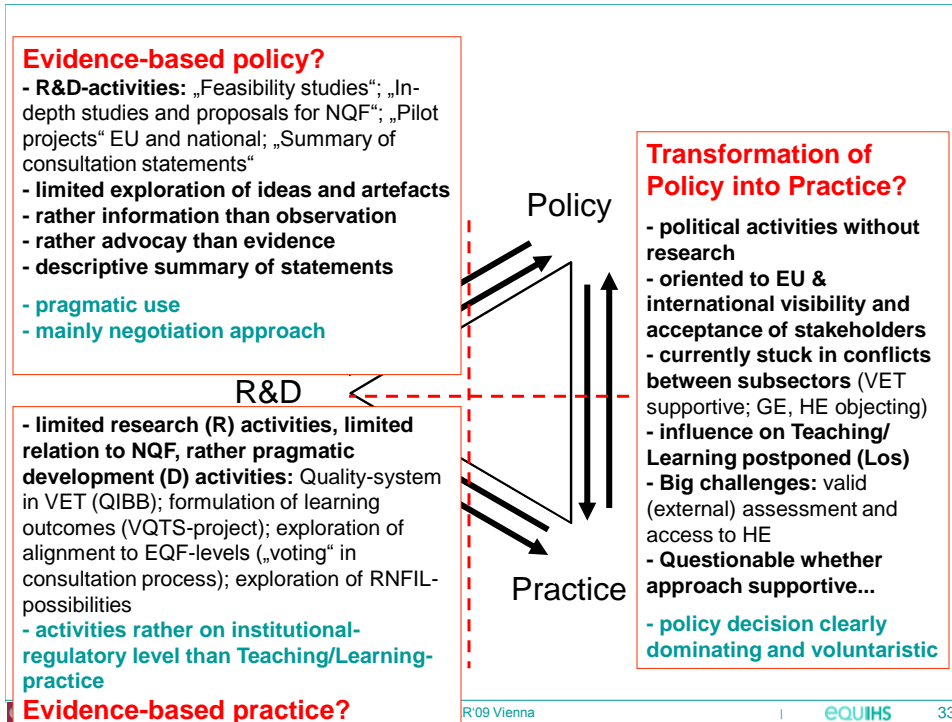 Evidence-based policy?
- R&D-activities: „Feasibility studies“; „In-
depth studies and proposals for NQF“; „Pilot
projects“ EU and national; „Summary of
consultation statements“
- limited exploration of ideas and artefacts
- rather information than observation
- rather advocay than evidence
- descriptive summary of statements
- pragmatic use
- mainly negotiation approach
Policy
R&D
Practice
- limited research (R) activities, limited
relation to NQF, rather pragmatic
development (D) activities: Quality-system
in VET (QIBB); formulation of learning
outcomes (VQTS-project); exploration of
alignment to EQF-levels („voting“ in
consultation process); exploration of RNFIL-
possibilities
- activities rather on institutional-
regulatory level than Teaching/Learning-
practice
Evidence-based practice?
Transformation of
Policy into Practice?
- political activities without
research
- oriented to EU &
international visibility and
acceptance of stakeholders
- currently stuck in conflicts
between subsectors (VET
supportive; GE, HE objecting)
- influence on Teaching/
Learning postponed (Los)
- Big challenges: valid
(external) assessment and
access to HE
- Questionable whether
approach supportive...
- policy decision clearly
dominating and voluntaristic
R'09 Vienna
| equiIHS 33